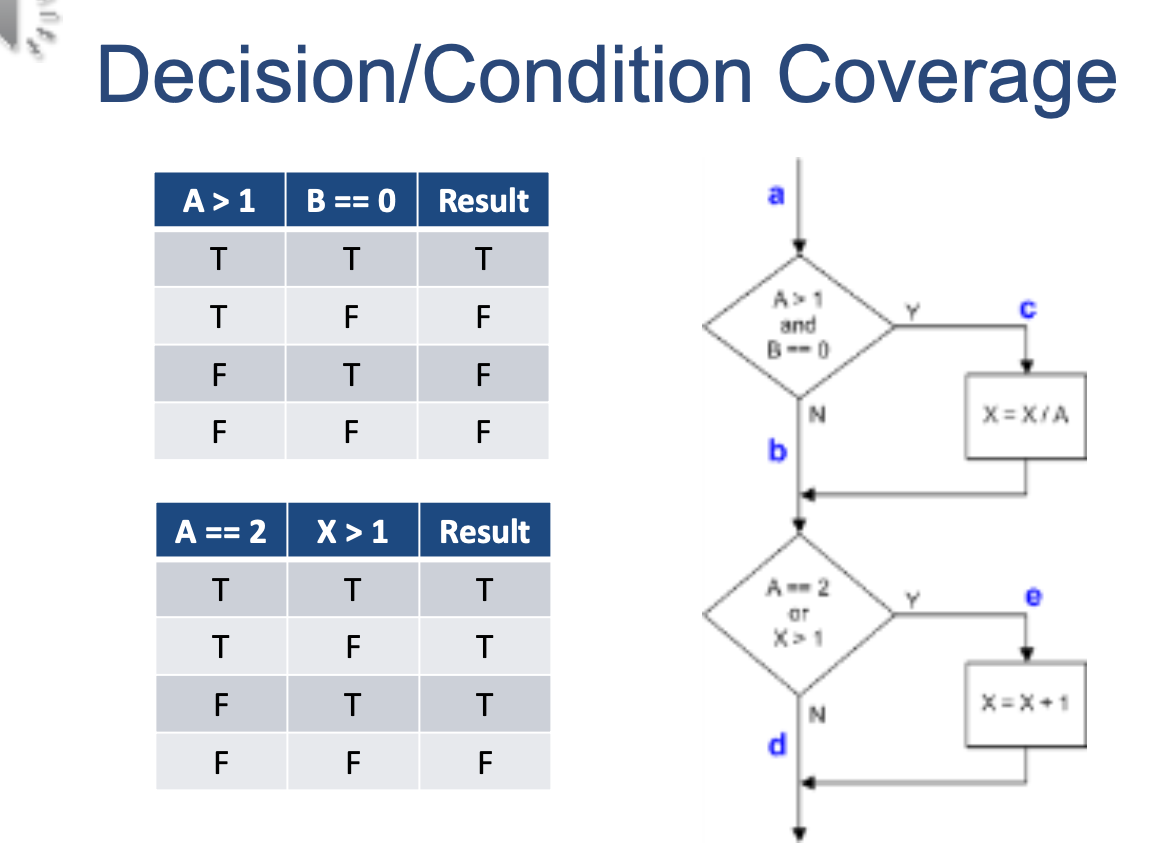 Decision/Condition Coverage
A > 1 B == 0 Result
T T T
T F F
F T F
F F F
A == 2 X > 1 Result
T T T
T F T
F T T
F F F
a
A > 1
and
B == 0
Y
c
X = X / A
N
b
A == 2
or
X > 1
Y
e
X = X + 1
N
d